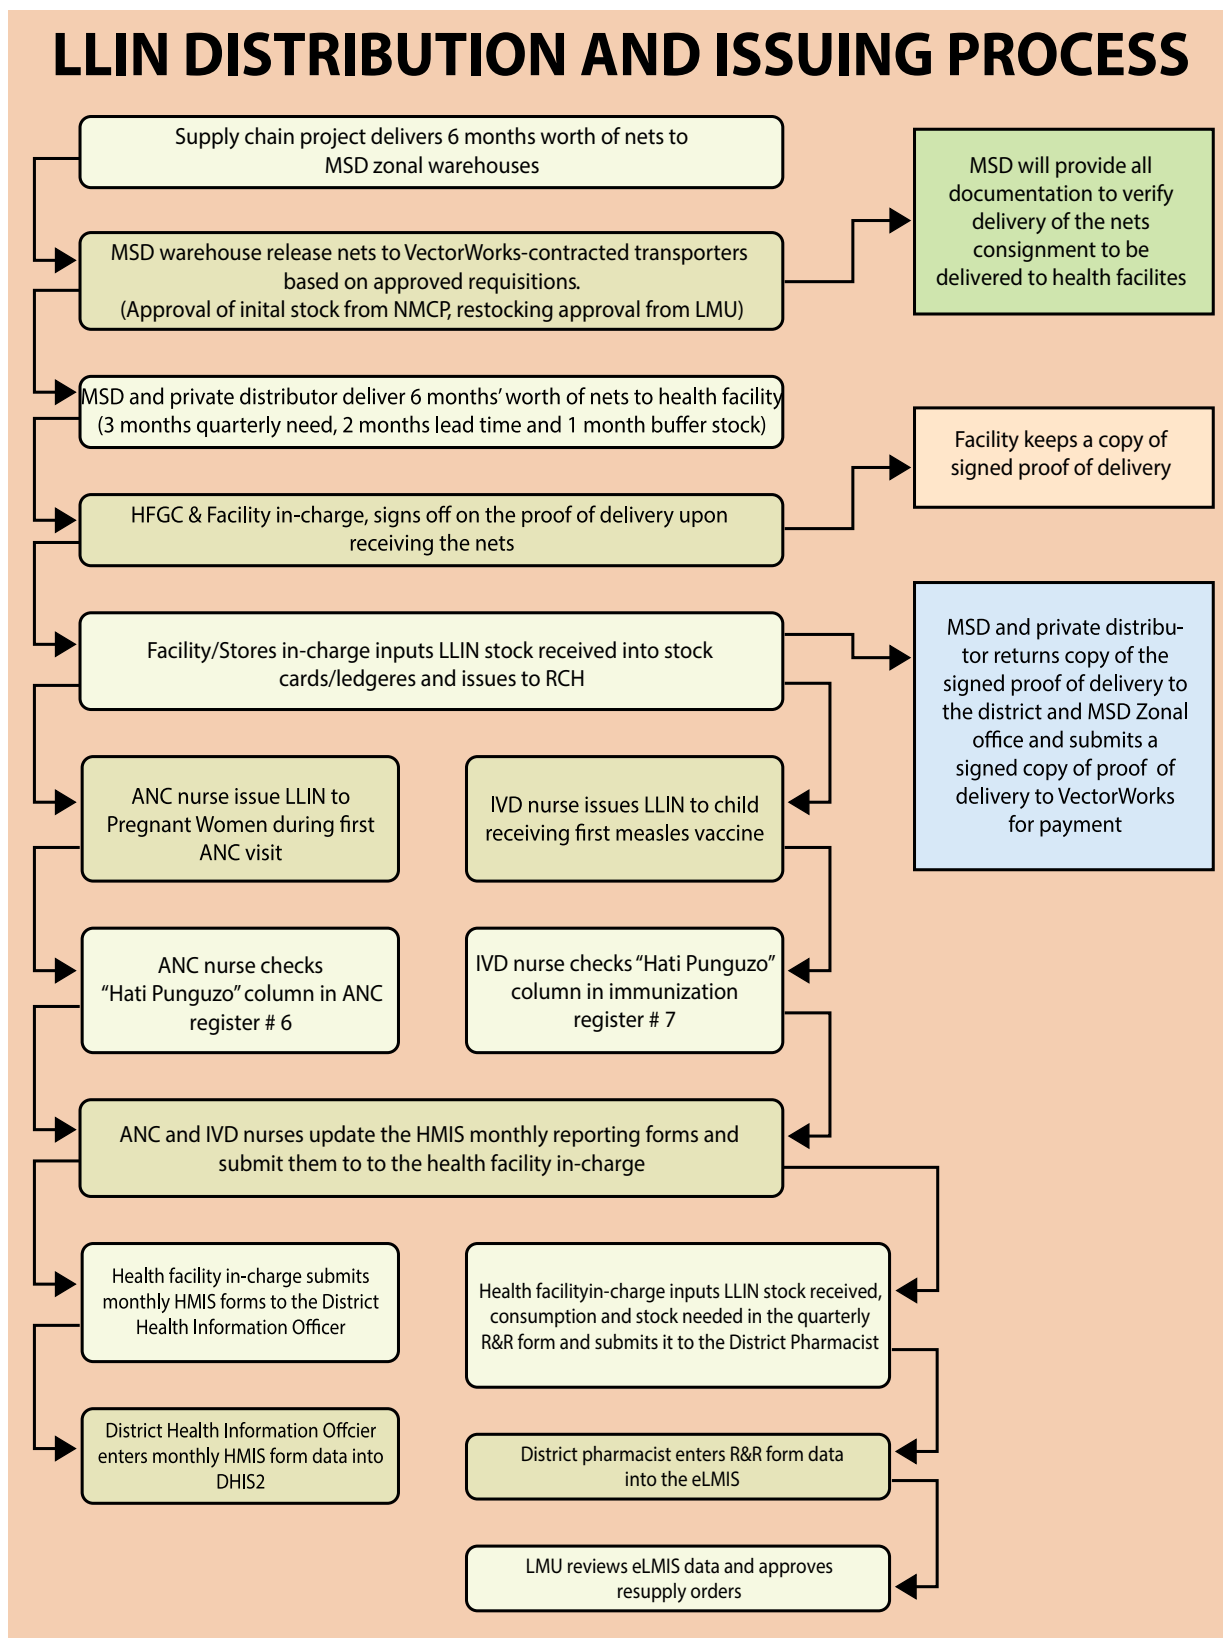 LLIN DISTRIBUTION AND ISSUING PROCESS
Supply chain project delivers 6 months worth of nets to
MSD zonal warehouses
MSD will provide all
documentation to verify
delivery of the nets
consignment to be
delivered to health facilites
MSD warehouse release nets to VectorWorks-contracted transporters
based on approved requisitions.
(Approval of inital stock from NMCP, restocking approval from LMU)
MSD and private distributor deliver 6 months’ worth of nets to health facility
(3 months quarterly need, 2 months lead time and 1 month buffer stock)
Facility keeps a copy of
signed proof of delivery
HFGC & Facility in-charge, signs off on the proof of delivery upon
receiving the nets
Facility/Stores in-charge inputs LLIN stock received into stock
cards/ledgeres and issues to RCH
MSD and private distribu-
tor returns copy of the
signed proof of delivery to
the district and MSD Zonal
office and submits a
signed copy of proof of
delivery to VectorWorks
for payment
ANC nurse issue LLIN to
Pregnant Women during first
ANC visit
IVD nurse issues LLIN to child
receiving first measles vaccine
ANC nurse checks
“Hati Punguzo” column in ANC
register # 6
IVD nurse checks “Hati Punguzo”
column in immunization
register # 7
ANC and IVD nurses update the HMIS monthly reporting forms and
submit them to to the health facility in-charge
Health facility in-charge submits
monthly HMIS forms to the District
Health Information Officer
Health facilityin-charge inputs LLIN stock received,
consumption and stock needed in the quarterly
R&R form and submits it to the District Pharmacist
District Health Information Offcier
enters monthly HMIS form data into
DHIS2
District pharmacist enters R&R form data
into the eLMIS
LMU reviews eLMIS data and approves
resupply orders